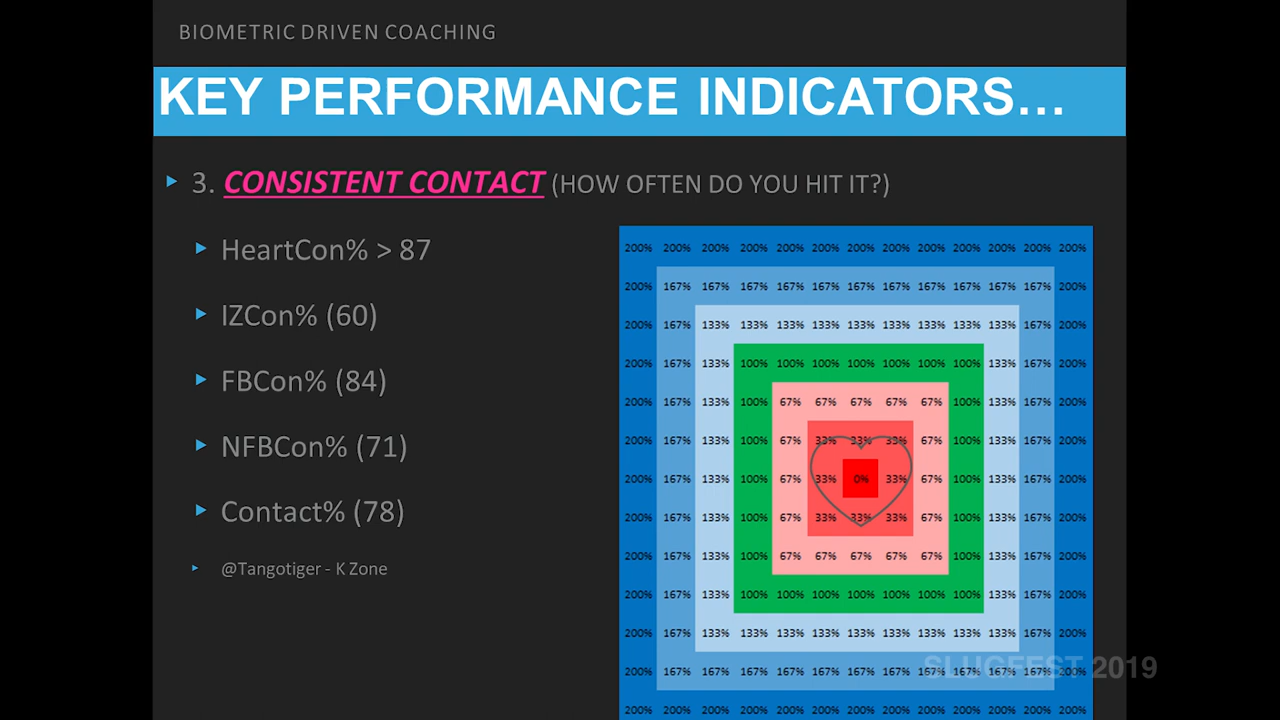 BIOMETRIC DRIVEN COACHING
KEY PERFORMANCE INDICATORS…
3. CONSISTENT CONTACT (HOW OFTEN DO YOU HIT IT?)
HeartCon% > 87
IZCon% (60)
FBCon% (84)
NFBCon% (71)
Contact% (78)
@Tangotiger - K Zone
200% 200% 200% 200% 200% 200% 200% 200% 200% 200% 200% 200% 200%
200% 167% 167% 167% 167% 167% 167% 167% 167% 167% 167% 167% 200%
200% 167% 133% 133% 133% 133% 133% 133% 133% 133% 133% 167% 200%
200% 167% 133% 100% 100% 100% 100% 100% 100% 100% 133% 167% 200%
200% 167% 133% 100% 67% 67% 67% 67% 67% 100% 133% 167% 200%
200% 167% 133% 100% 67% 33% 33% 33% 67% 100% 133% 167% 200%
200% 167% 133% 100% 67% 33% 0% 33% 67% 100% 133% 167% 200%
200% 167% 133% 100% 67% 33% 33% 33% 67% 100% 133% 167% 200%
200% 167% 133% 100% 67% 67% 67% 67% 67% 100% 133% 167% 200%
200% 167% 133% 100% 100% 100% 100% 100% 100% 100% 133% 167% 200%
200% 167% 133% 133% 133% 133% 133% 133% 133% 133% 133% 167% 200%
200% 167% 167% 167% 167% 167% 167% 167% 167% 167% 167% 167% 200%
200% 200% 200% 200% 200% 200% 200% 200% 200% 200% 200% 200% 200%
SLUGFEST 2019